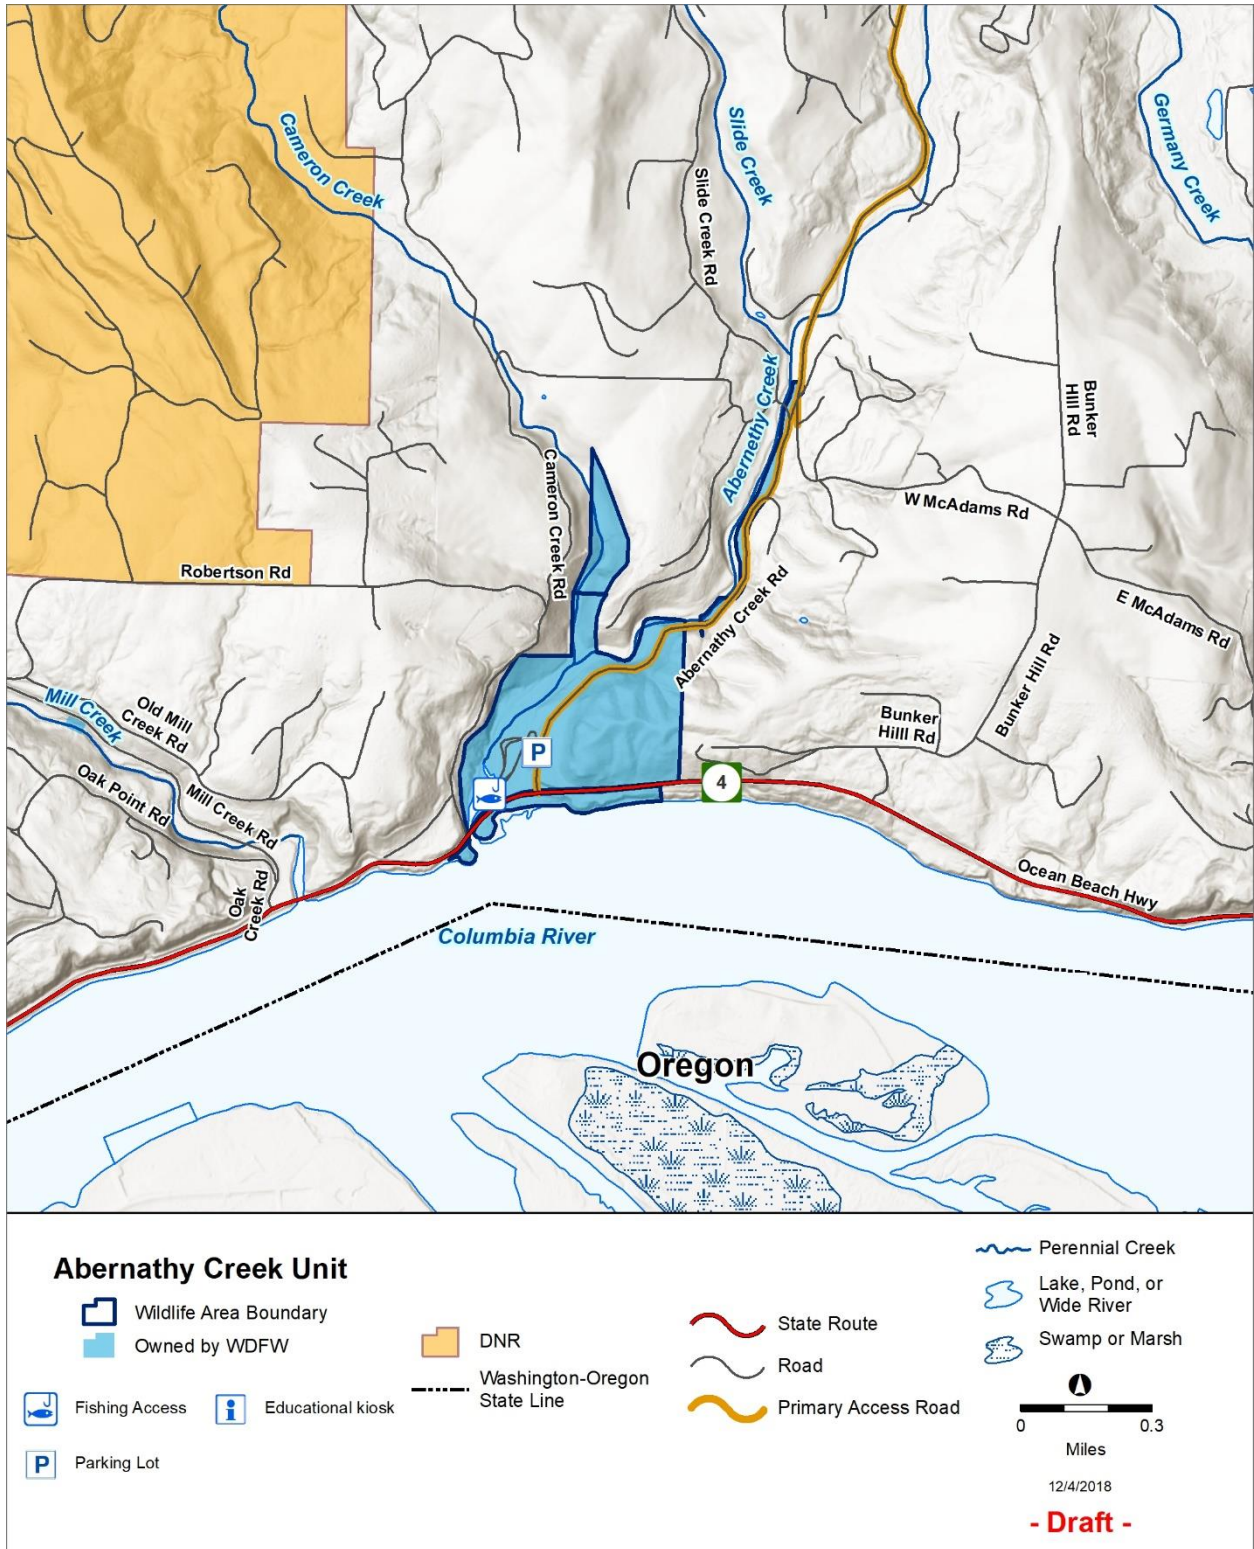 Cameron Creek
Slide Creek
Germany Creek
Slide Creek Rd
Abernethy Creek
Bunker
Hill Rd
Cameron Creek Rd
W McAdams Rd
Robertson Rd
E McAdams Rd
Abernathy Creek Rd
Bunker Hill Rd
Mill Creek
Old Mill
Creek Rd
Bunker
Hilll Rd
P
4
Oak Point Rd
Mill Creek Rd
Oak
Creek Rd
Ocean Beach Hwy
Columbia River
Oregon
Abernathy Creek Unit
Wildlife Area Boundary
Owned by WDFW
Fishing Access
Educational kiosk
P
Parking Lot
DNR
Washington-Oregon
State Line
State Route
Road
Primary Access Road
Perennial Creek
Lake, Pond, or
Wide River
Swamp or Marsh
0 0.3
Miles
12/4/2018
- Draft -